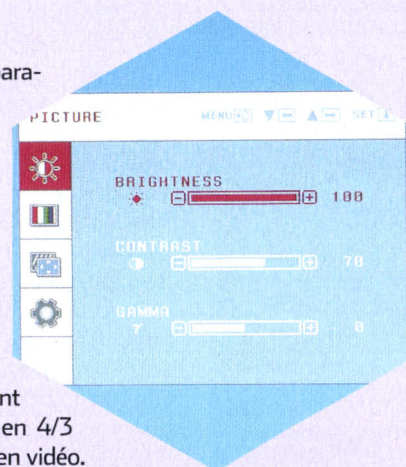 ara-
PICTURE MENU ▼ ▲ SET
BRIGHTNESS
100
CONTRAST
70
GAMMA
γ 0
nt
en 4/3
en vidéo.